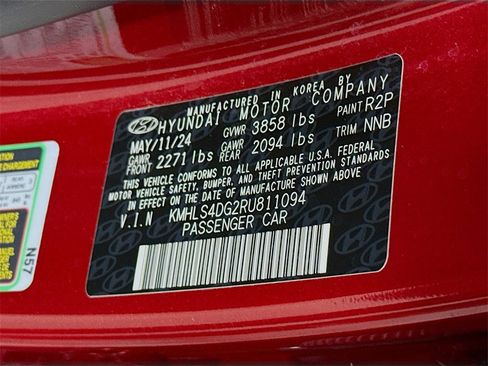 MANUFACTURED IN KOREA BY
HYUNDAI MOTOR COMPANY
MAY/11/24 GVWR 3858 lbs PAINT R2P
GAWR FRONT 2271 lbs GAWR REAR 2094 lbs TRIM NNB
THIS VEHICLE CONFORMS TO ALL APPLICABLE U.S.A. FEDERAL
MOTOR VEHICLE SAFETY, BUMPER, AND THEFT PREVENTION
STANDARDS IN EFFECT ON THE DATE OF MANUFACTURE SHOWN ABOVE.
V.I.N KMHLS4DG2RU811094
PASSENGER CAR
N57